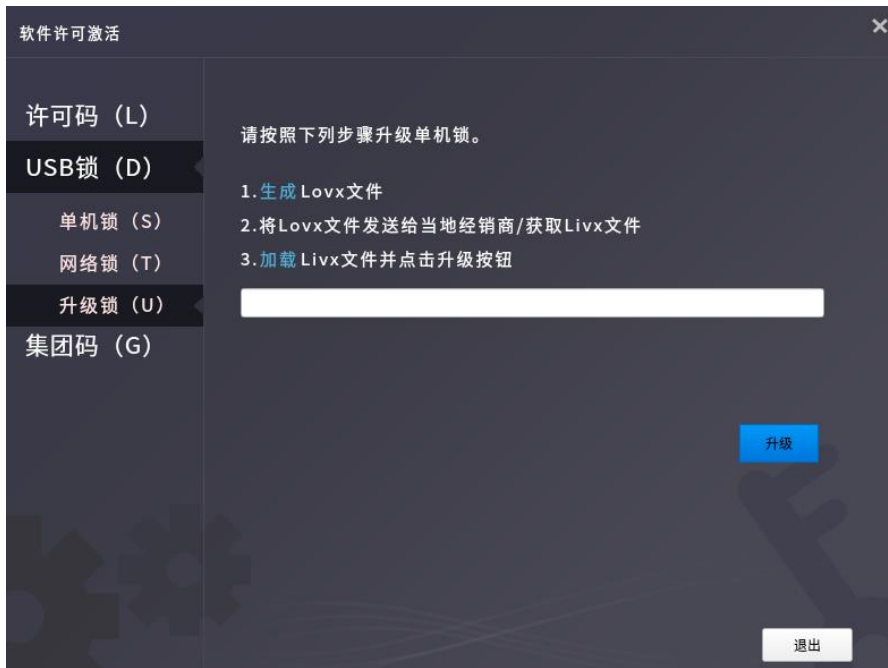 软件许可激活
许可码（L）
USB锁（D）
单机锁（S）
网络锁（T）
升级锁（U）
集团码（G）
请按照下列步骤升级单机锁。
1.生成Lovx文件
2.将Lovx文件发送给当地经销商/获取Livx文件
3.加载Livx文件并点击升级按钮
升级
退出